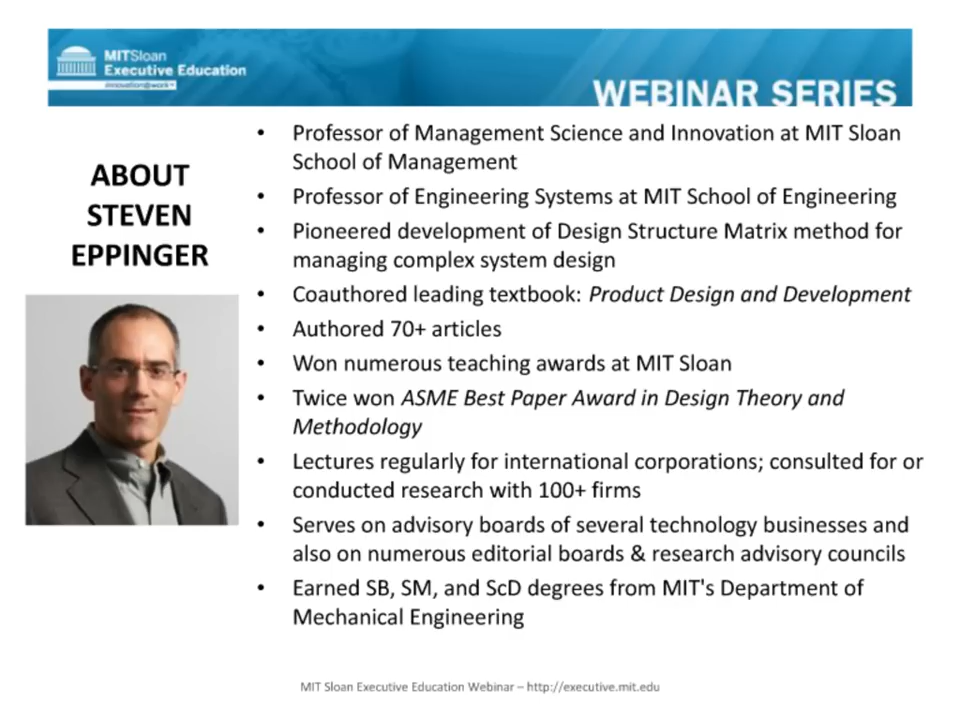 MITSloan
Executive Education
innovation@work™
WEBINAR SERIES
ABOUT
STEVEN
EPPINGER
• Professor of Management Science and Innovation at MIT Sloan
School of Management
• Professor of Engineering Systems at MIT School of Engineering
• Pioneered development of Design Structure Matrix method for
managing complex system design
• Coauthored leading textbook: Product Design and Development
• Authored 70+ articles
• Won numerous teaching awards at MIT Sloan
• Twice won ASME Best Paper Award in Design Theory and
Methodology
• Lectures regularly for international corporations; consulted for or
conducted research with 100+ firms
• Serves on advisory boards of several technology businesses and
also on numerous editorial boards & research advisory councils
• Earned SB, SM, and ScD degrees from MIT's Department of
Mechanical Engineering
MIT Sloan Executive Education Webinar – http://executive.mit.edu